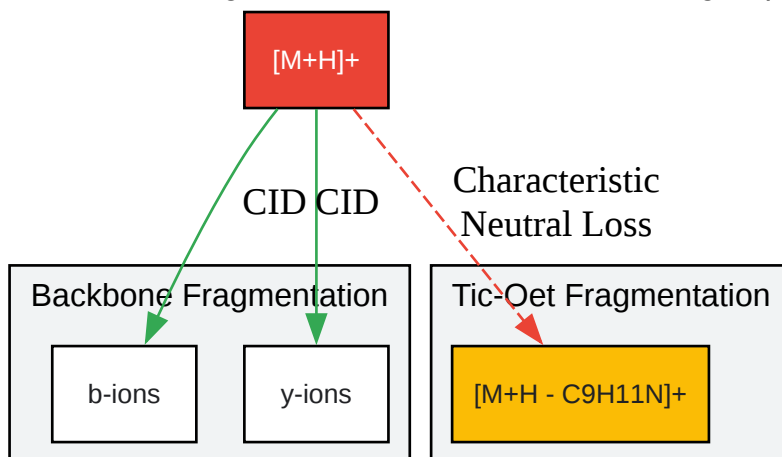 [M+H]+
Characteristic
Neutral Loss
CID CID
Backbone Fragmentation
Tic-Oet Fragmentation
b-ions
y-ions
[M+H - C9H11N]+